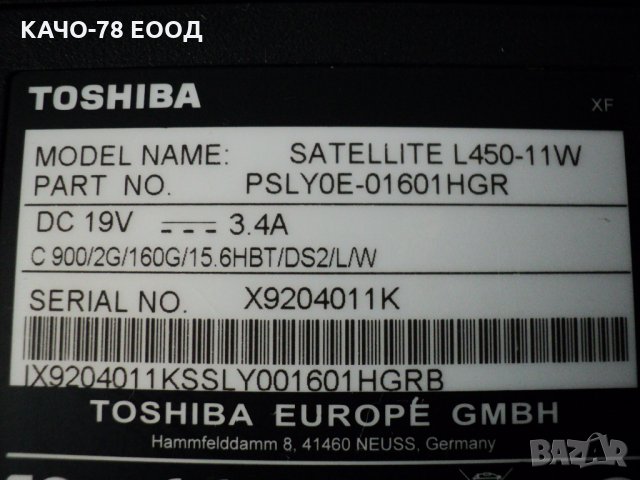 КАЧО-78 ЕООД
TOSHIBA
XF
MODEL NAME: SATELLITE L450-11W
PART NO. PSLY0E-01601HGR
DC 19V 3.4A
C 900/2G/160G/15.6HBT/DS2/L/W
SERIAL NO. X9204011K
IX9204011KSSLY001601HGRB
TOSHIBA EUROPE GMBH
Hammfelddamm 8, 41460 NEUSS, Germany
BAZAR